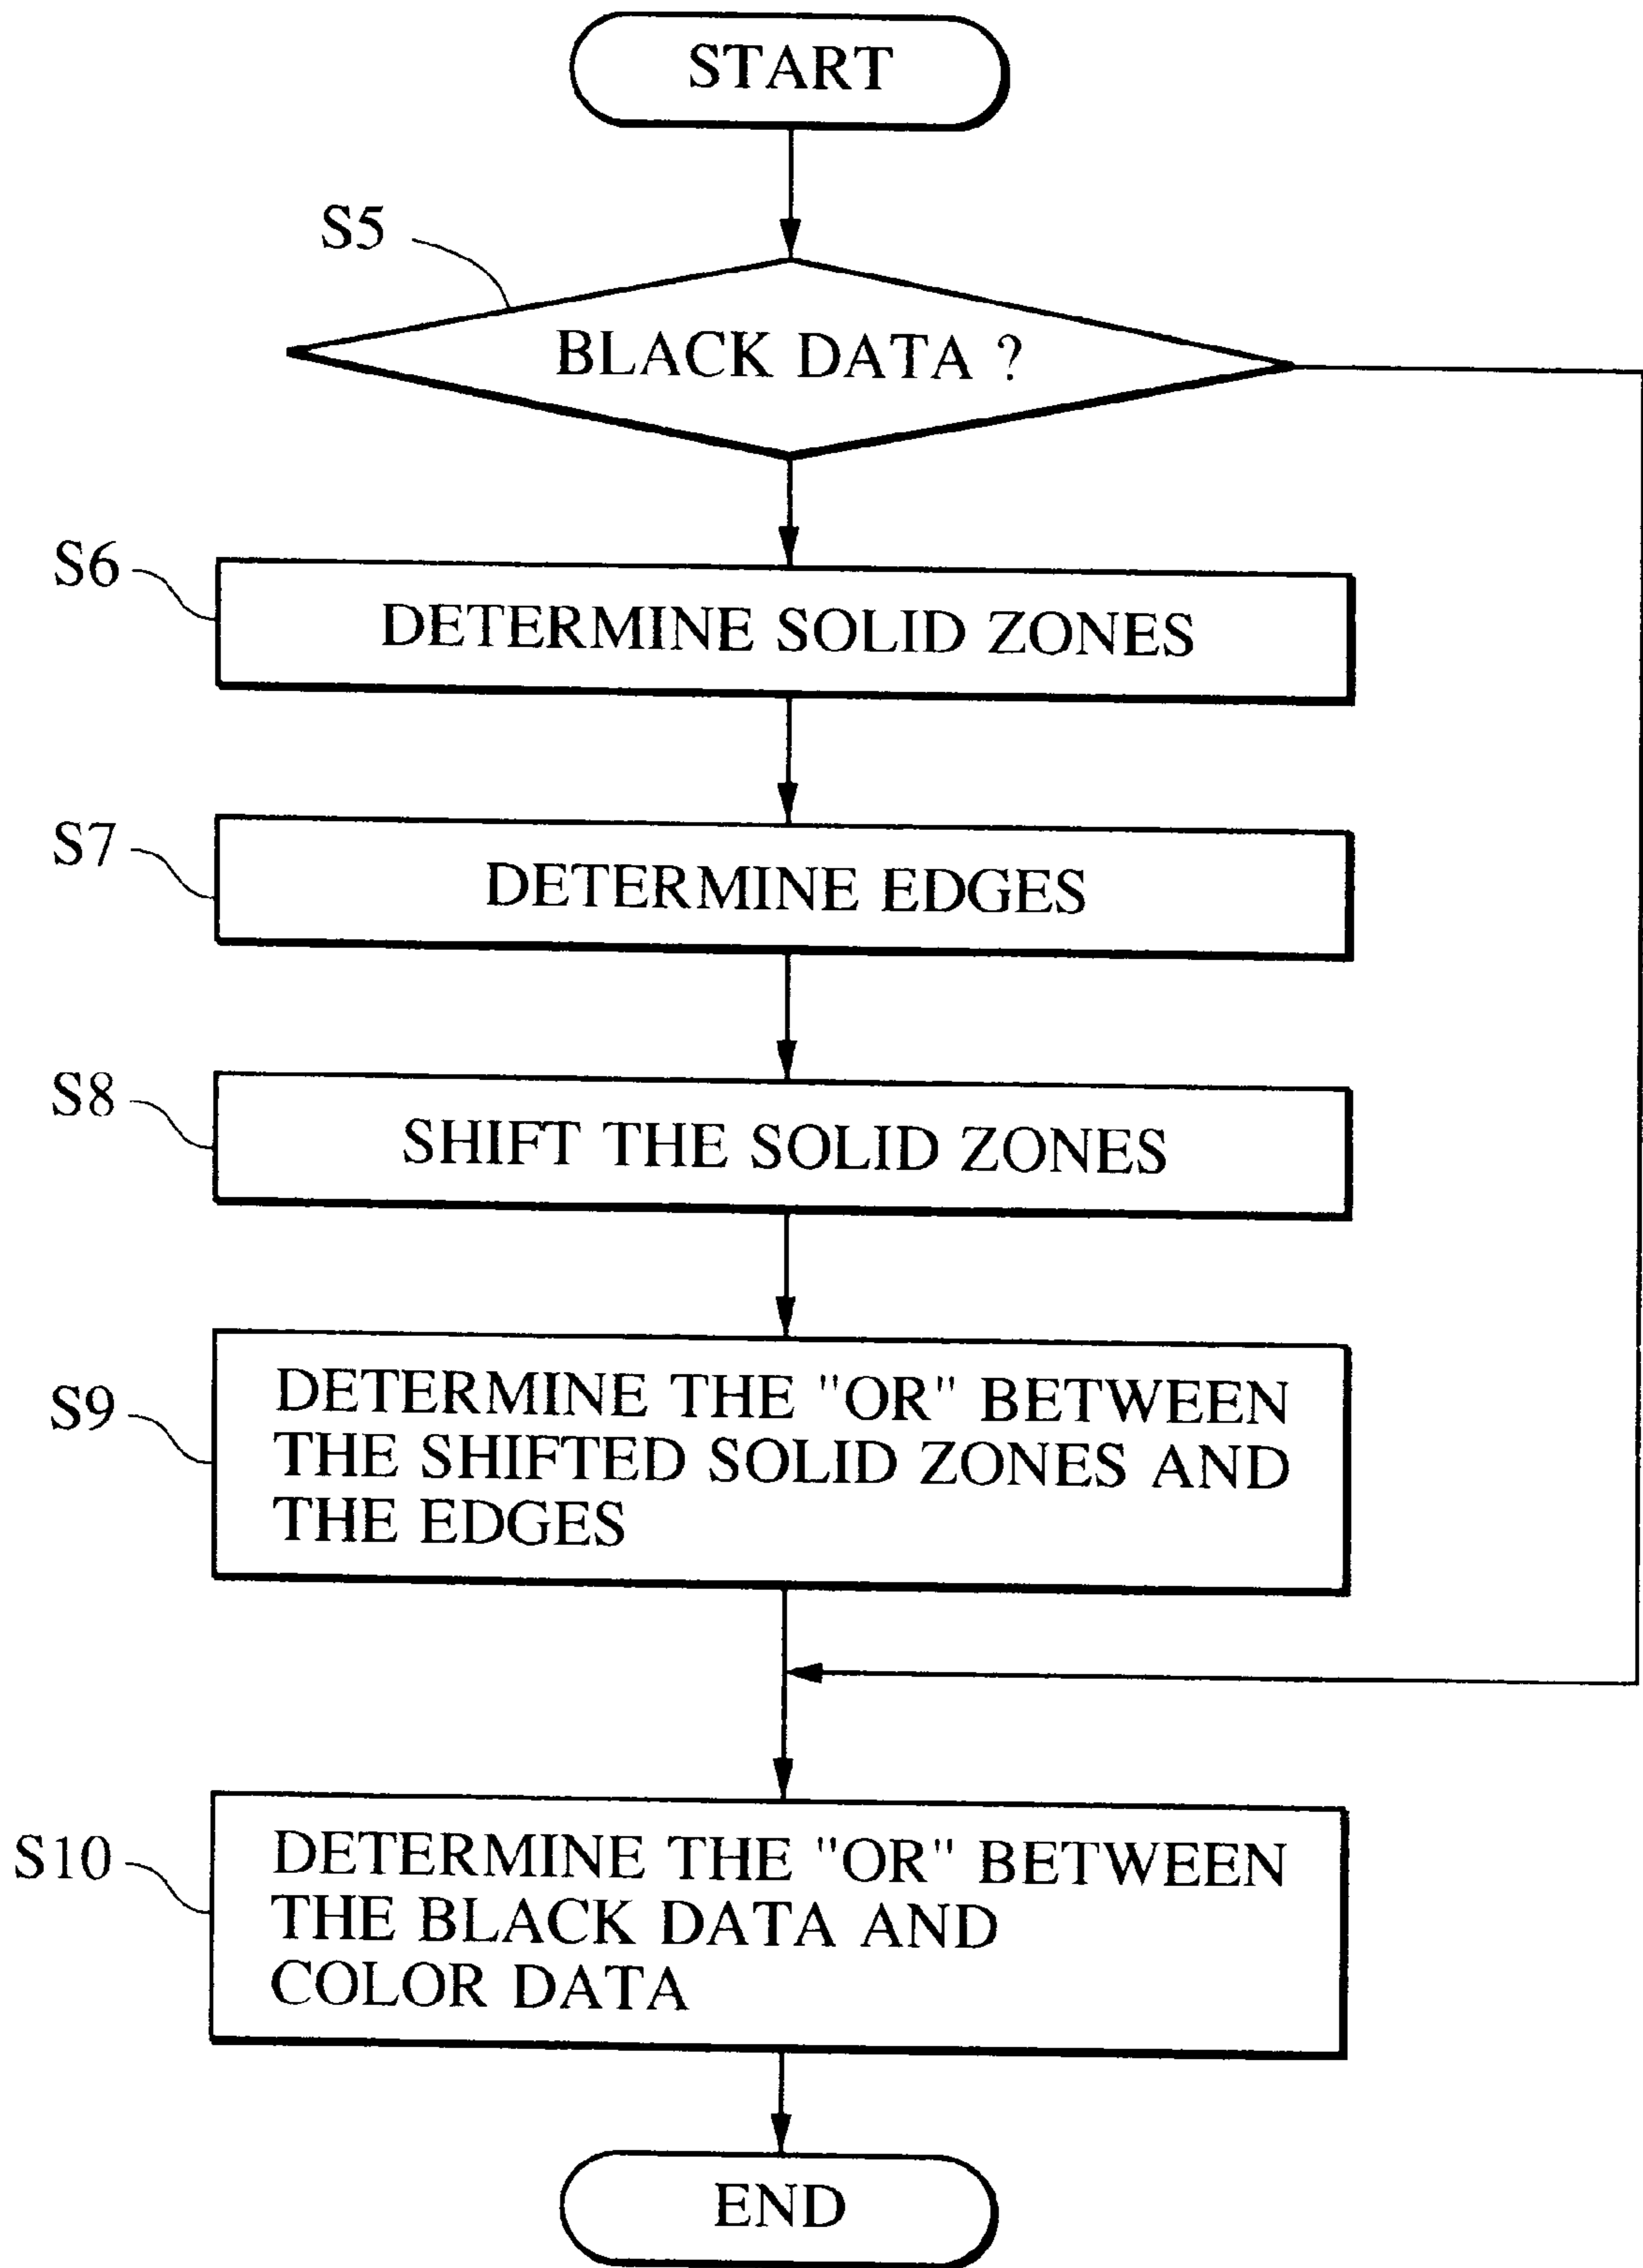 START
S5
BLACK DATA ?
S6
DETERMINE SOLID ZONES
S7
DETERMINE EDGES
S8
SHIFT THE SOLID ZONES
S9
DETERMINE THE "OR" BETWEEN
THE SHIFTED SOLID ZONES AND
THE EDGES
S10
DETERMINE THE "OR" BETWEEN
THE BLACK DATA AND
COLOR DATA
END